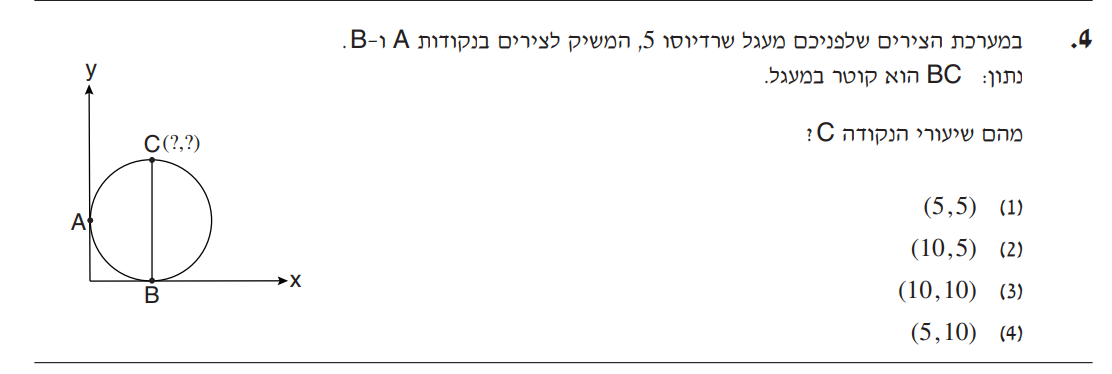 4. במערכת הצירים שלפניכם מעגל שרדיוסו 5, המשיק לצירים בנקודות A ו-B.
נתון: BC הוא קוטר במעגל.
מהם שיעורי הנקודה C?
(1) (5,5)
(2) (10,5)
(3) (10,10)
(4) (5,10)
y
C(?,?)
A
x
B